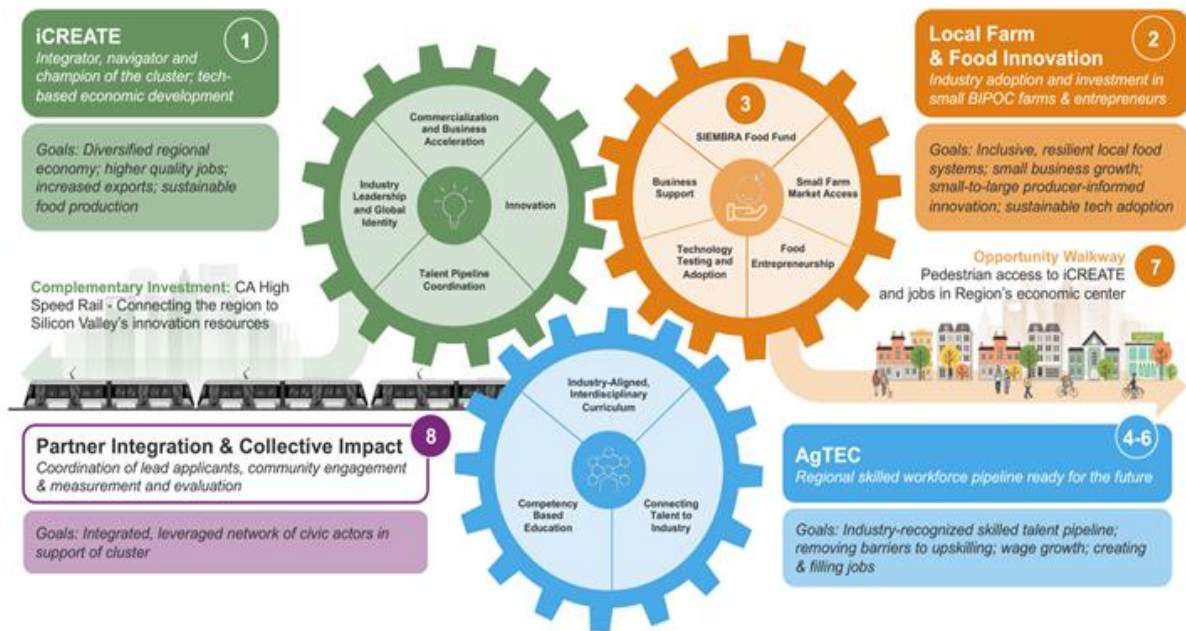 iCREATE
1
Integrator, navigator and
champion of the cluster; tech-
based economic development
Goals: Diversified regional
economy; higher quality jobs;
increased exports; sustainable
food production
Commercialization
and Business
Acceleration
Industry
Leadership
and Global
Identity
Innovation
Talent Pipeline
Coordination
3
SIEMBRA Food Fund
Business
Support
Small Farm
Market Access
Technology
Testing and
Adoption
Food
Entrepreneurship
Local Farm
& Food Innovation
2
Industry adoption and investment in
small BIPOC farms & entrepreneurs
Goals: Inclusive, resilient local food
systems; small business growth;
small-to-large producer-informed
innovation; sustainable tech adoption
Complementary Investment: CA High
Speed Rail - Connecting the region to
Silicon Valley's innovation resources
Opportunity Walkway
Pedestrian access to iCREATE
and jobs in Region's economic center
7
Industry-Aligned,
Interdisciplinary
Curriculum
Competency
Based
Education
Connecting
Talent to
Industry
Partner Integration & Collective Impact
8
Coordination of lead applicants, community engagement
& measurement and evaluation
Goals: Integrated, leveraged network of civic actors in
support of cluster
AgTEC
4-6
Regional skilled workforce pipeline ready for the future
Goals: Industry-recognized skilled talent pipeline;
removing barriers to upskilling; wage growth; creating
& filling jobs